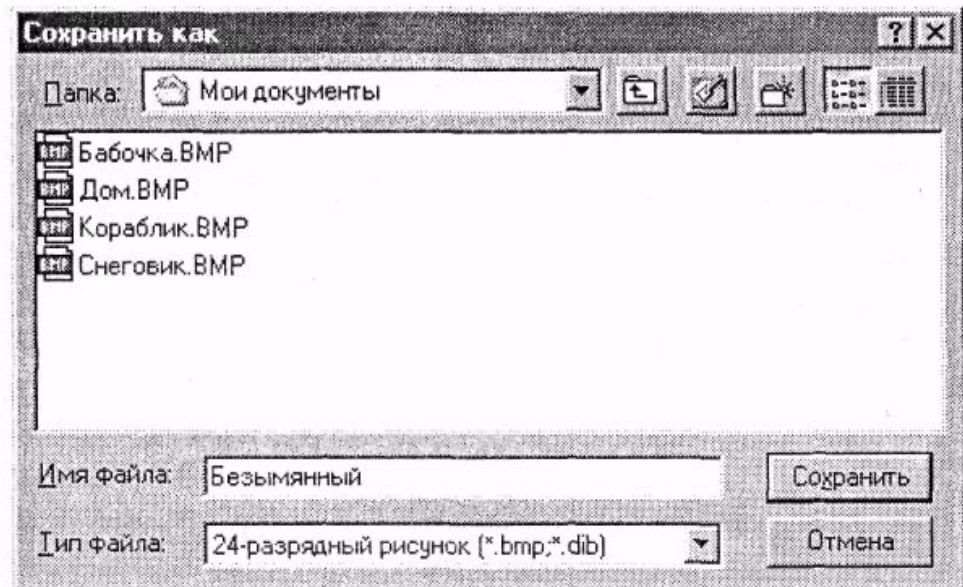 Сохранить как
Папка: Мои документы
Бабочка.BMP
Дом.BMP
Кораблик.BMP
Снеговик.BMP
Имя файла: Безымянный Сохранить
Тип файла: 24-разрядный рисунок (*.bmp;*.dib) Отмена